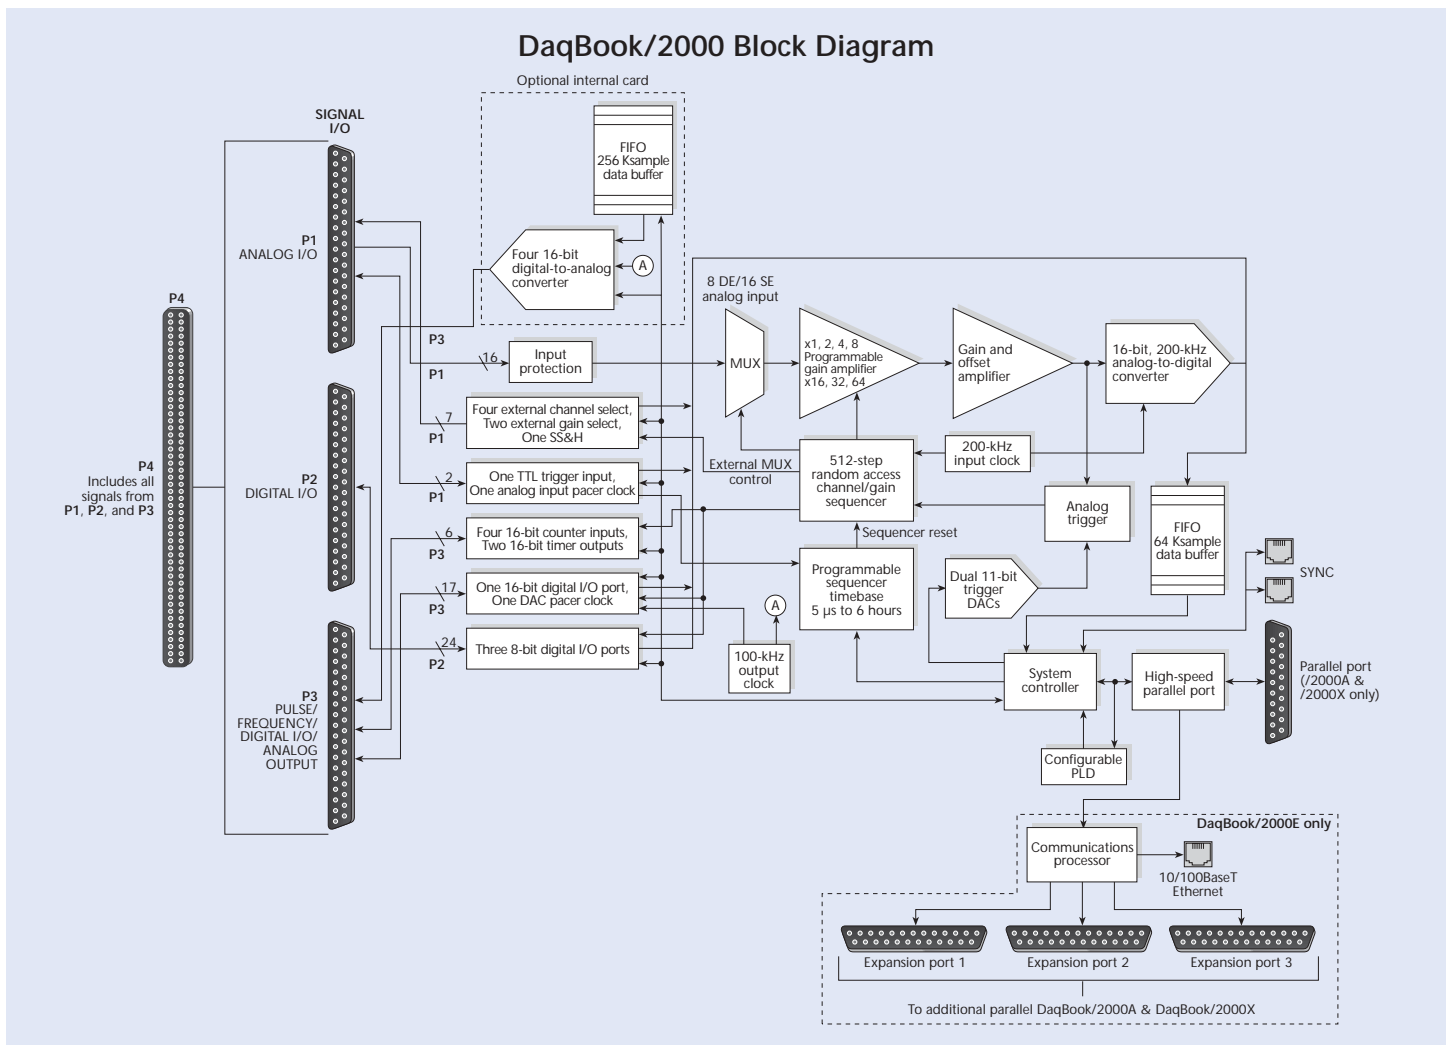 DaqBook/2000 Block Diagram
Optional internal card
SIGNAL
I/O
FIFO
256 Ksample
data buffer
P1
ANALOG I/O
Four 16-bit
digital-to-analog
converter
A
8 DE/16 SE
analog input
P4
P3
16
P1
Input
protection
MUX
x1, 2, 4, 8
Programmable
gain amplifier
x16, 32, 64
Gain and
offset
amplifier
16-bit, 200-kHz
analog-to-digital
converter
7
P1
Four external channel select,
Two external gain select,
One SS&H
External MUX
control
512-step
random access
channel/gain
sequencer
200-kHz
input clock
P4
Includes all
signals from
P1, P2, and P3
P2
DIGITAL I/O
2
P1
One TTL trigger input,
One analog input pacer clock
Analog
trigger
FIFO
64 Ksample
data buffer
6
P3
Four 16-bit counter inputs,
Two 16-bit timer outputs
Sequencer reset
SYNC
17
P3
One 16-bit digital I/O port,
One DAC pacer clock
A
Programmable
sequencer
timebase
5 µs to 6 hours
Dual 11-bit
trigger
DACs
24
P2
Three 8-bit digital I/O ports
100-kHz
output
clock
System
controller
High-speed
parallel port
Parallel port
(/2000A &
/2000X only)
P3
PULSE/
FREQUENCY/
DIGITAL I/O/
ANALOG
OUTPUT
Configurable
PLD
DaqBook/2000E only
Communications
processor
10/100BaseT
Ethernet
Expansion port 1
Expansion port 2
Expansion port 3
To additional parallel DaqBook/2000A & DaqBook/2000X